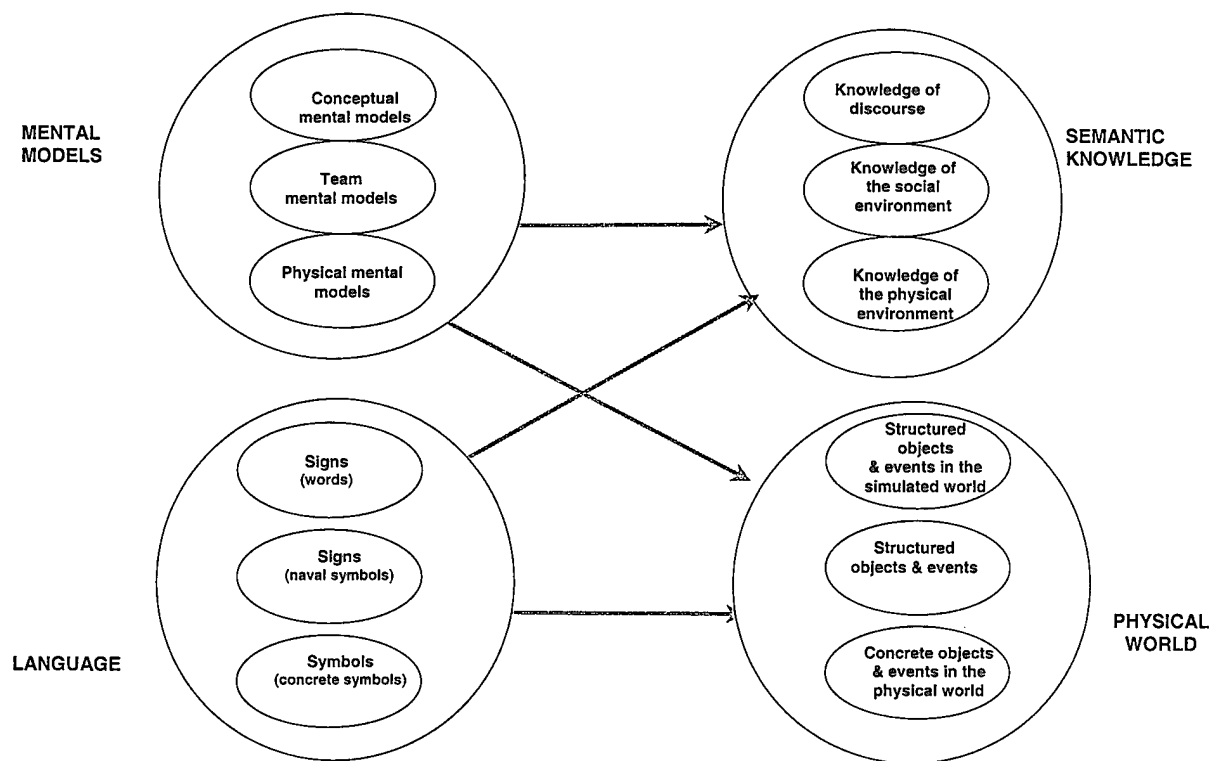 MENTAL
MODELS
Conceptual
mental models
Team
mental models
Physical mental
models
Knowledge of
discourse
Knowledge of
the social
environment
Knowledge of
the physical
environment
SEMANTIC
KNOWLEDGE
LANGUAGE
Signs
(words)
Signs
(naval symbols)
Symbols
(concrete symbols)
Structured
objects
& events in the
simulated world
Structured
objects & events
Concrete objects
& events in the
physical world
PHYSICAL
WORLD